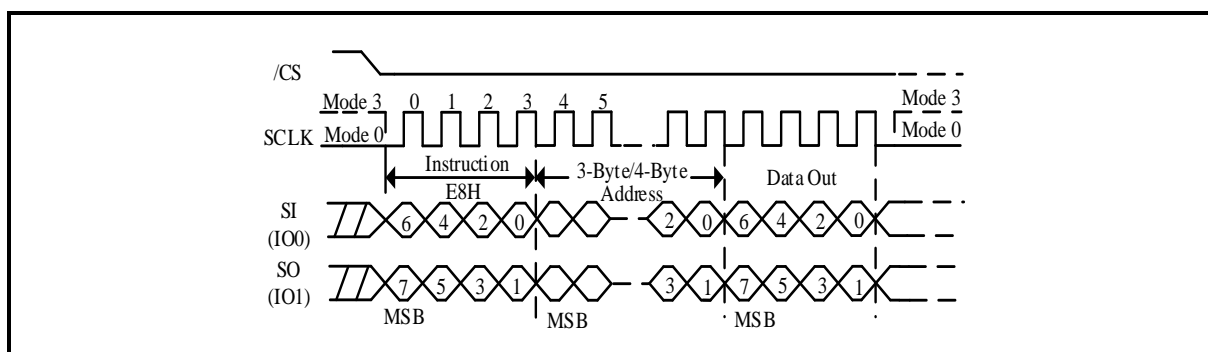 /CS
Mode 3 0 1 2 3 4 5 Mode 3
SCLK Mode 0 Mode 0
Instruction 3-Byte/4-Byte Data Out
E8H Address
SI 6 4 2 0 2 0 6 4 2 0
(IO0)
SO 7 5 3 1 3 1 7 5 3 1
(IO1)
MSB MSB MSB